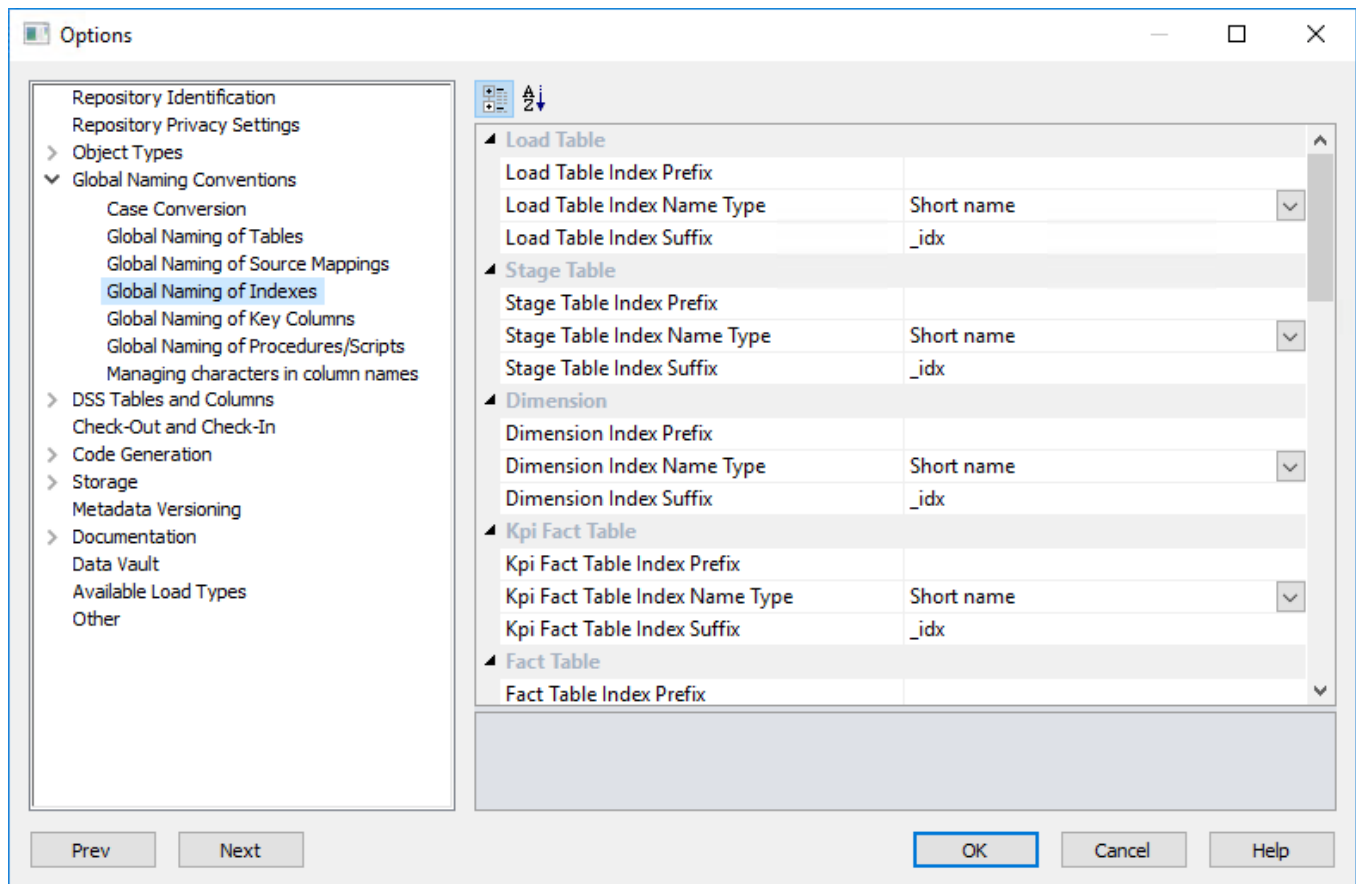 Options
Repository Identification
Repository Privacy Settings
Object Types
Global Naming Conventions
Case Conversion
Global Naming of Tables
Global Naming of Source Mappings
Global Naming of Indexes
Global Naming of Key Columns
Global Naming of Procedures/Scripts
Managing characters in column names
DSS Tables and Columns
Check-Out and Check-In
Code Generation
Storage
Metadata Versioning
Documentation
Data Vault
Available Load Types
Other
Load Table
Load Table Index Prefix
Load Table Index Name Type Short name
Load Table Index Suffix _idx
Stage Table
Stage Table Index Prefix
Stage Table Index Name Type Short name
Stage Table Index Suffix _idx
Dimension
Dimension Index Prefix
Dimension Index Name Type Short name
Dimension Index Suffix _idx
Kpi Fact Table
Kpi Fact Table Index Prefix
Kpi Fact Table Index Name Type Short name
Kpi Fact Table Index Suffix _idx
Fact Table
Fact Table Index Prefix
Prev Next OK Cancel Help